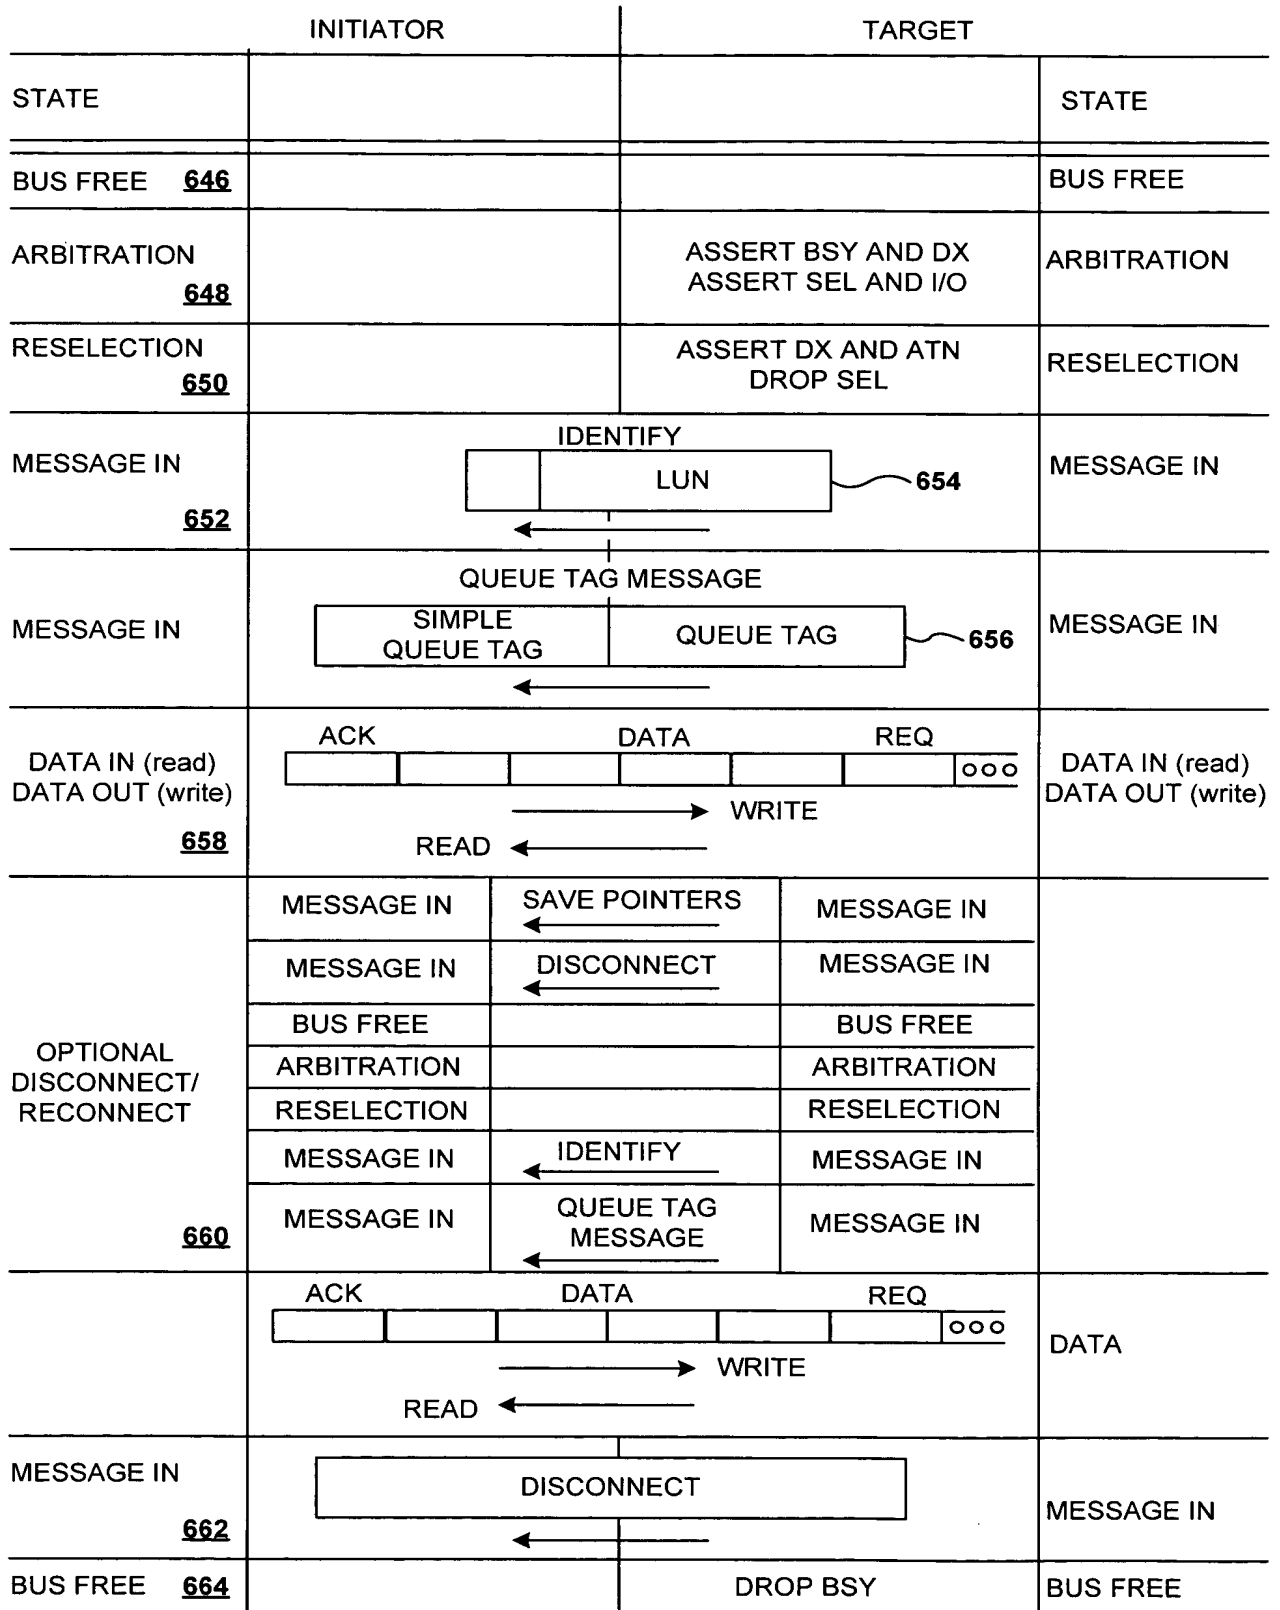 INITIATOR TARGET
STATE STATE
BUS FREE 646 BUS FREE
ARBITRATION
648
ASSERT BSY AND DX
ASSERT SEL AND I/O
ARBITRATION
RESELECTION
650
ASSERT DX AND ATN
DROP SEL
RESELECTION
MESSAGE IN
652
IDENTIFY
LUN
654
MESSAGE IN
MESSAGE IN
QUEUE TAG MESSAGE
SIMPLE
QUEUE TAG
QUEUE TAG
656
MESSAGE IN
DATA IN (read)
DATA OUT (write)
658
ACK DATA REQ
ooo
WRITE
READ
DATA IN (read)
DATA OUT (write)
OPTIONAL
DISCONNECT/
RECONNECT
660
MESSAGE IN SAVE POINTERS MESSAGE IN
MESSAGE IN DISCONNECT MESSAGE IN
BUS FREE BUS FREE
ARBITRATION ARBITRATION
RESELECTION RESELECTION
MESSAGE IN IDENTIFY MESSAGE IN
MESSAGE IN
QUEUE TAG
MESSAGE
MESSAGE IN
ACK DATA REQ
ooo
WRITE
READ
DATA
MESSAGE IN
662
DISCONNECT
MESSAGE IN
BUS FREE 664 DROP BSY BUS FREE